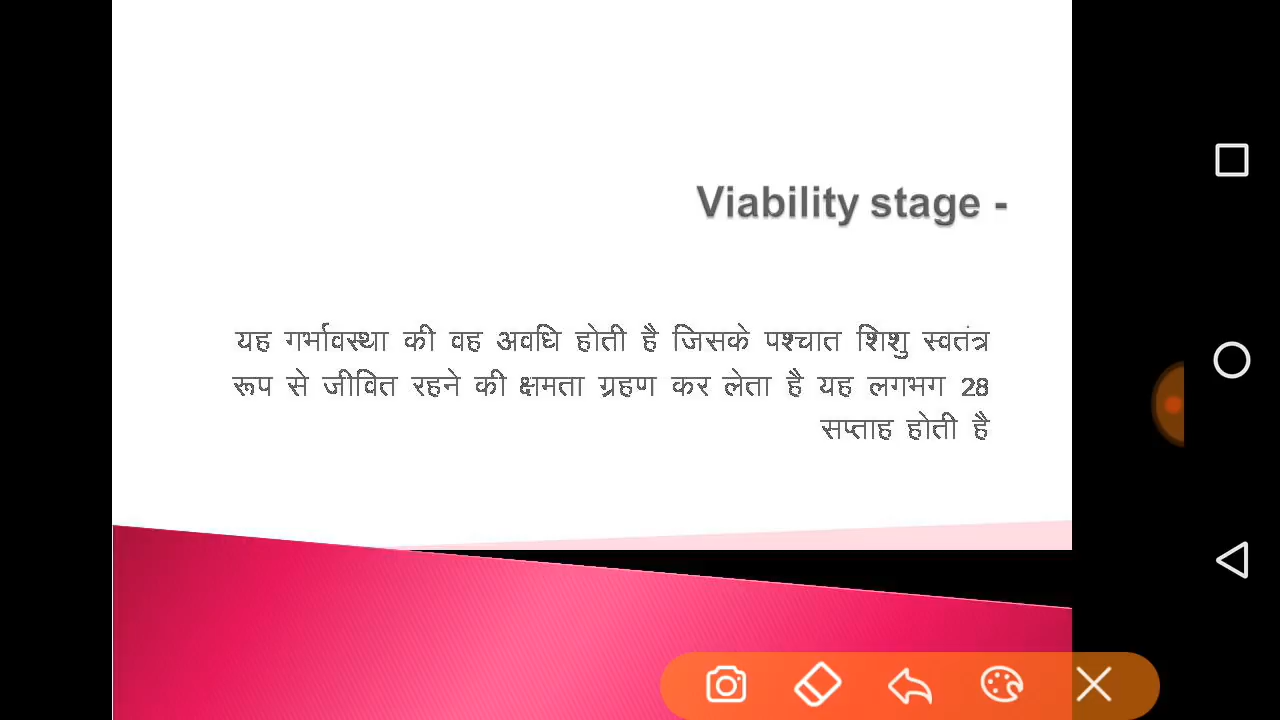 Viability stage -
यह गर्भावस्था की वह अवधि होती है जिसके पश्चात शिशु स्वतंत्र
रूप से जीवित रहने की क्षमता ग्रहण कर लेता है यह लगभग 28
सप्ताह होती है